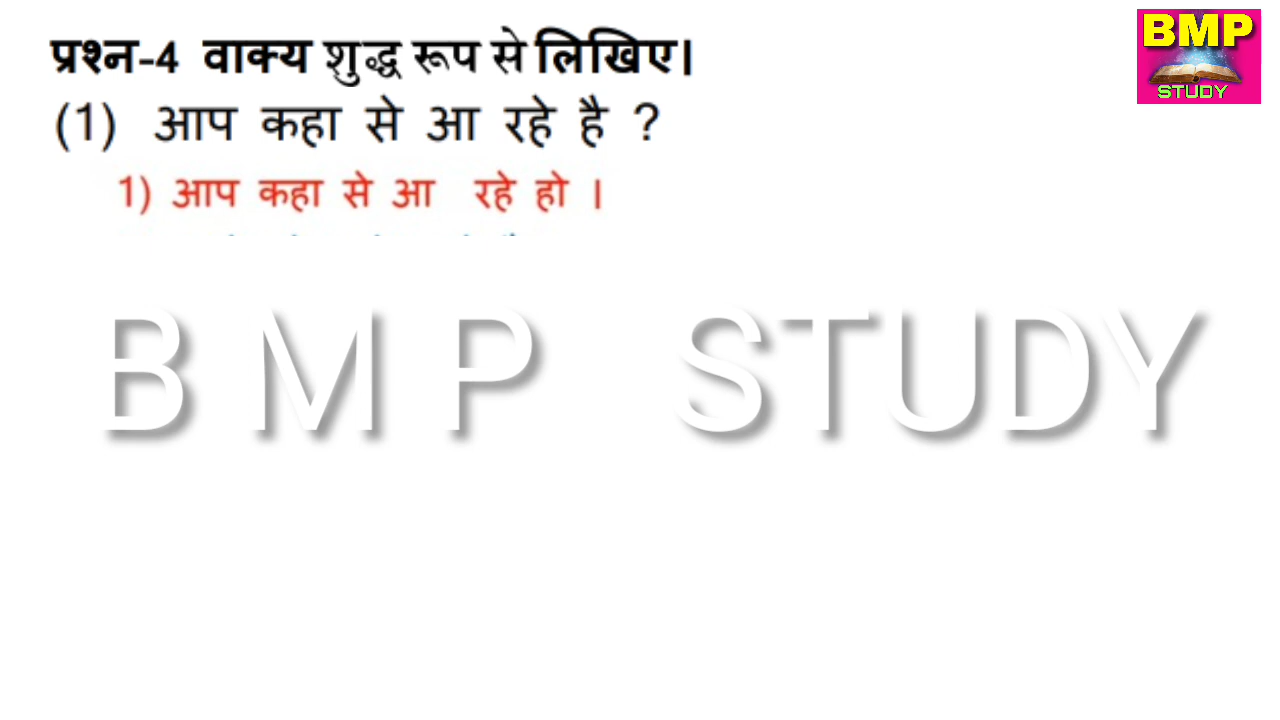 प्रश्न-4 वाक्य शुद्ध रूप से लिखिए।
(1) आप कहा से आ रहे है ?
1) आप कहा से आ रहे हो ।
BMP
STUDY
B M P STUDY